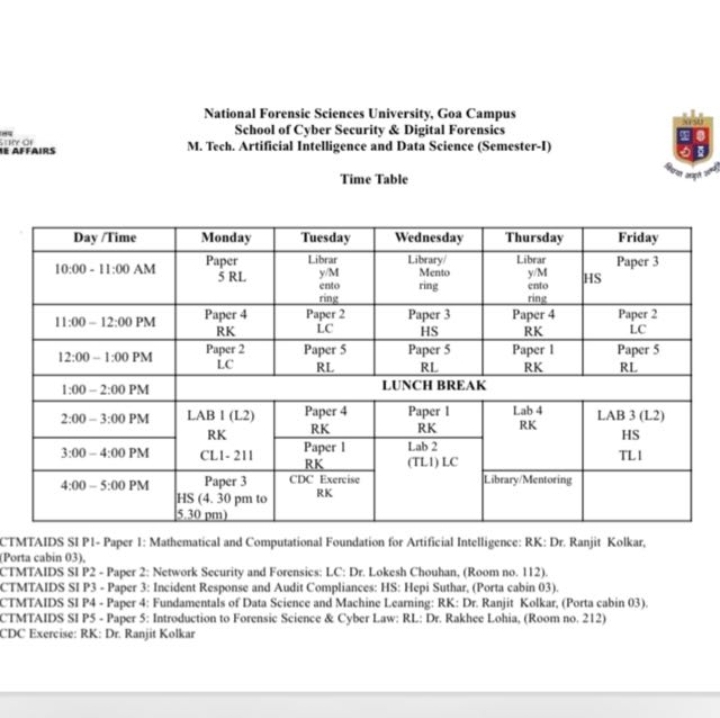 National Forensic Sciences University, Goa Campus
School of Cyber Security & Digital Forensics
M. Tech. Artificial Intelligence and Data Science (Semester-I)
Time Table
Day /Time Monday Tuesday Wednesday Thursday Friday
10:00 - 11:00 AM
Paper
5 RL
Librar
y/M
ento
ring
Library/
Mento
ring
Librar
y/M
ento
ring
Paper 3
HS
11:00 – 12:00 PM
Paper 4
RK
Paper 2
LC
Paper 3
HS
Paper 4
RK
Paper 2
LC
12:00 – 1:00 PM
Paper 2
LC
Paper 5
RL
Paper 5
RL
Paper 1
RK
Paper 5
RL
1:00 – 2:00 PM
LUNCH BREAK
2:00 – 3:00 PM
LAB 1 (L2)
RK
CL1- 211
Paper 4
RK
Paper 1
RK
Lab 4
RK
LAB 3 (L2)
HS
TL1
3:00 – 4:00 PM
Paper 1
RK
Lab 2
(TL1) LC
4:00 – 5:00 PM
Paper 3
HS (4. 30 pm to
5.30 pm)
CDC Exercise
RK
Library/Mentoring
CTMTAIDS SI P1- Paper 1: Mathematical and Computational Foundation for Artificial Intelligence: RK: Dr. Ranjit Kolkar,
(Porta cabin 03),
CTMTAIDS SI P2 - Paper 2: Network Security and Forensics: LC: Dr. Lokesh Chouhan, (Room no. 112).
CTMTAIDS SI P3 - Paper 3: Incident Response and Audit Compliances: HS: Hepi Suthar, (Porta cabin 03).
CTMTAIDS SI P4 - Paper 4: Fundamentals of Data Science and Machine Learning: RK: Dr. Ranjit Kolkar, (Porta cabin 03).
CTMTAIDS SI P5 - Paper 5: Introduction to Forensic Science & Cyber Law: RL: Dr. Rakhee Lohia, (Room no. 212)
CDC Exercise: RK: Dr. Ranjit Kolkar